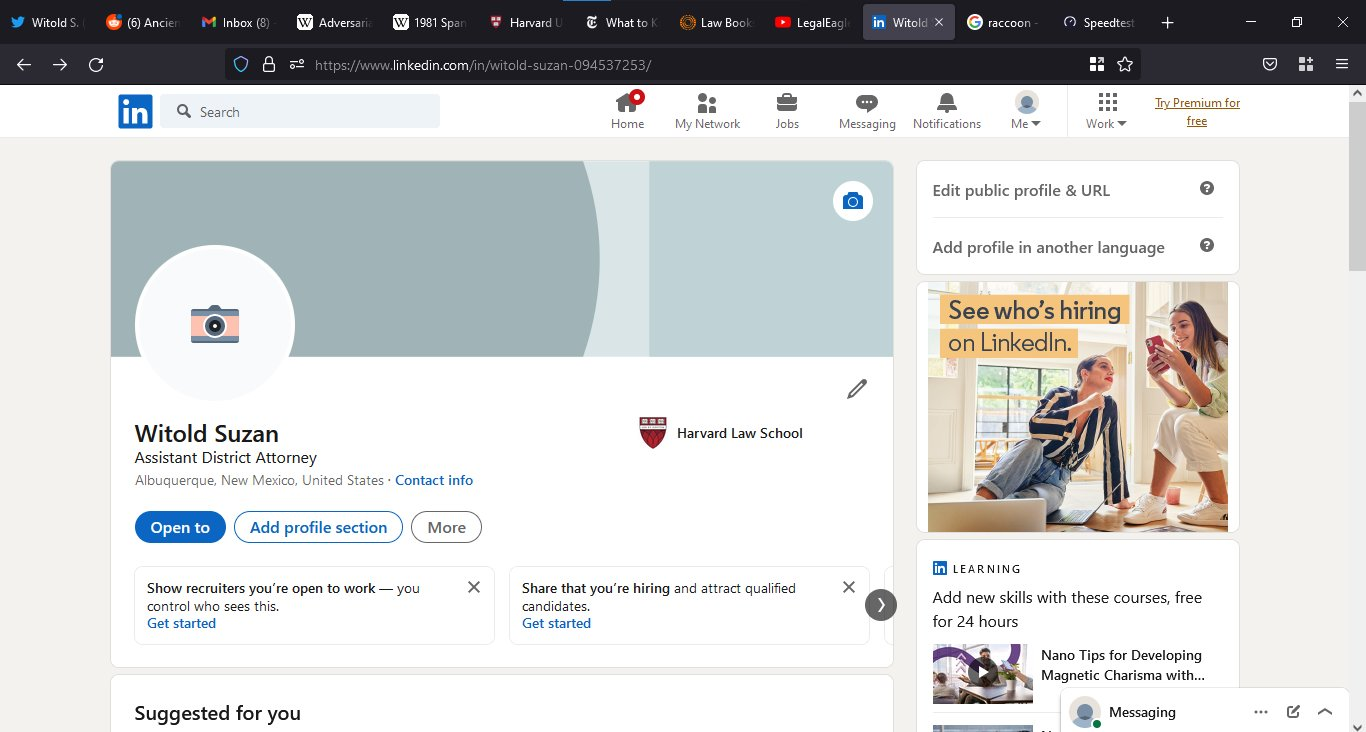 Witold S.
(6) Ancien
Inbox (8)
Adversaria
1981 Span
Harvard U
What to K
Law Book
LegalEagle
Witold
raccoon -
Speedtest
https://www.linkedin.com/in/witold-suzan-094537253/
in
Search
Home
My Network
Jobs
Messaging
Notifications
Me
Work
Try Premium for
free
Witold Suzan
Assistant District Attorney
Albuquerque, New Mexico, United States · Contact info
Harvard Law School
Open to
Add profile section
More
Show recruiters you’re open to work — you
control who sees this.
Get started
Share that you’re hiring and attract qualified
candidates.
Get started
Suggested for you
Edit public profile & URL
Add profile in another language
See who’s hiring
on LinkedIn.
in LEARNING
Add new skills with these courses, free
for 24 hours
Nano Tips for Developing
Magnetic Charisma with...
Messaging